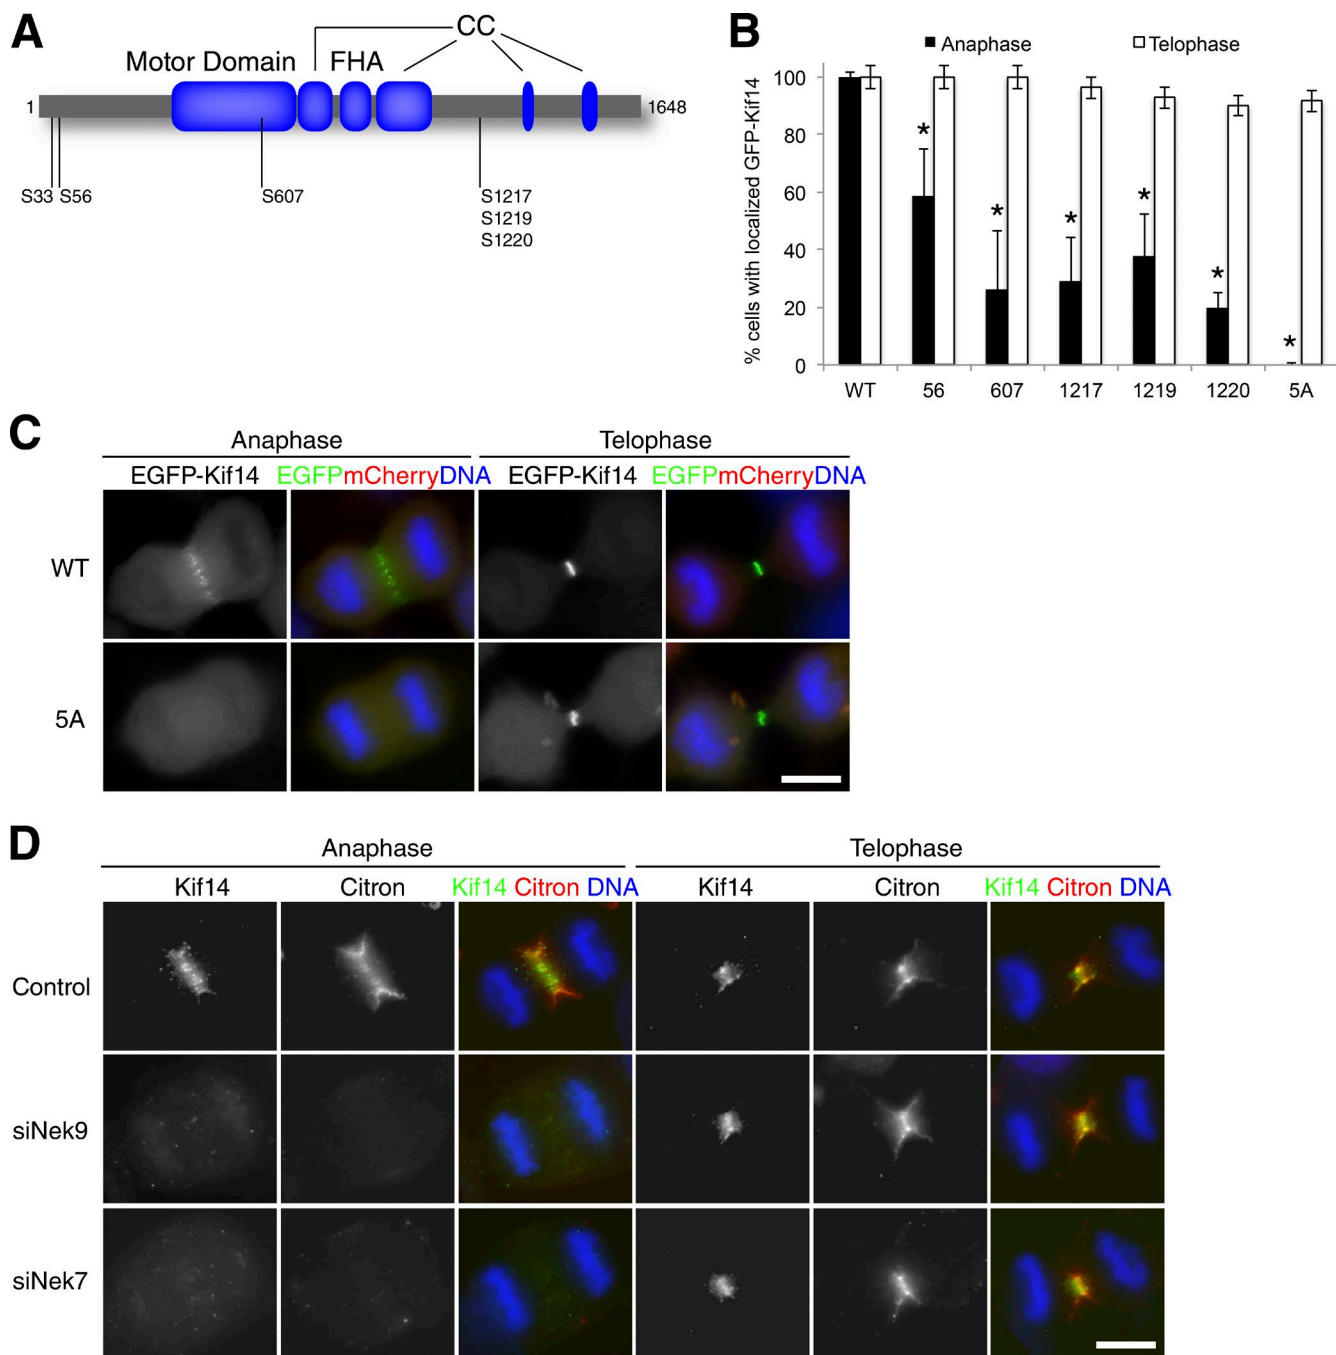 A
CC
Motor Domain FHA
1
1648
S33 S56
S607
S1217
S1219
S1220
B
Anaphase Telophase
% cells with localized GFP-Kif14
100
80
60
40
20
0
*
*
*
*
*
*
WT 56 607 1217 1219 1220 5A
C
Anaphase Telophase
EGFP-Kif14 EGFPmCherryDNA EGFP-Kif14 EGFPmCherryDNA
WT
5A
D
Anaphase Telophase
Kif14 Citron Kif14 Citron DNA Kif14 Citron Kif14 Citron DNA
Control
siNek9
siNek7